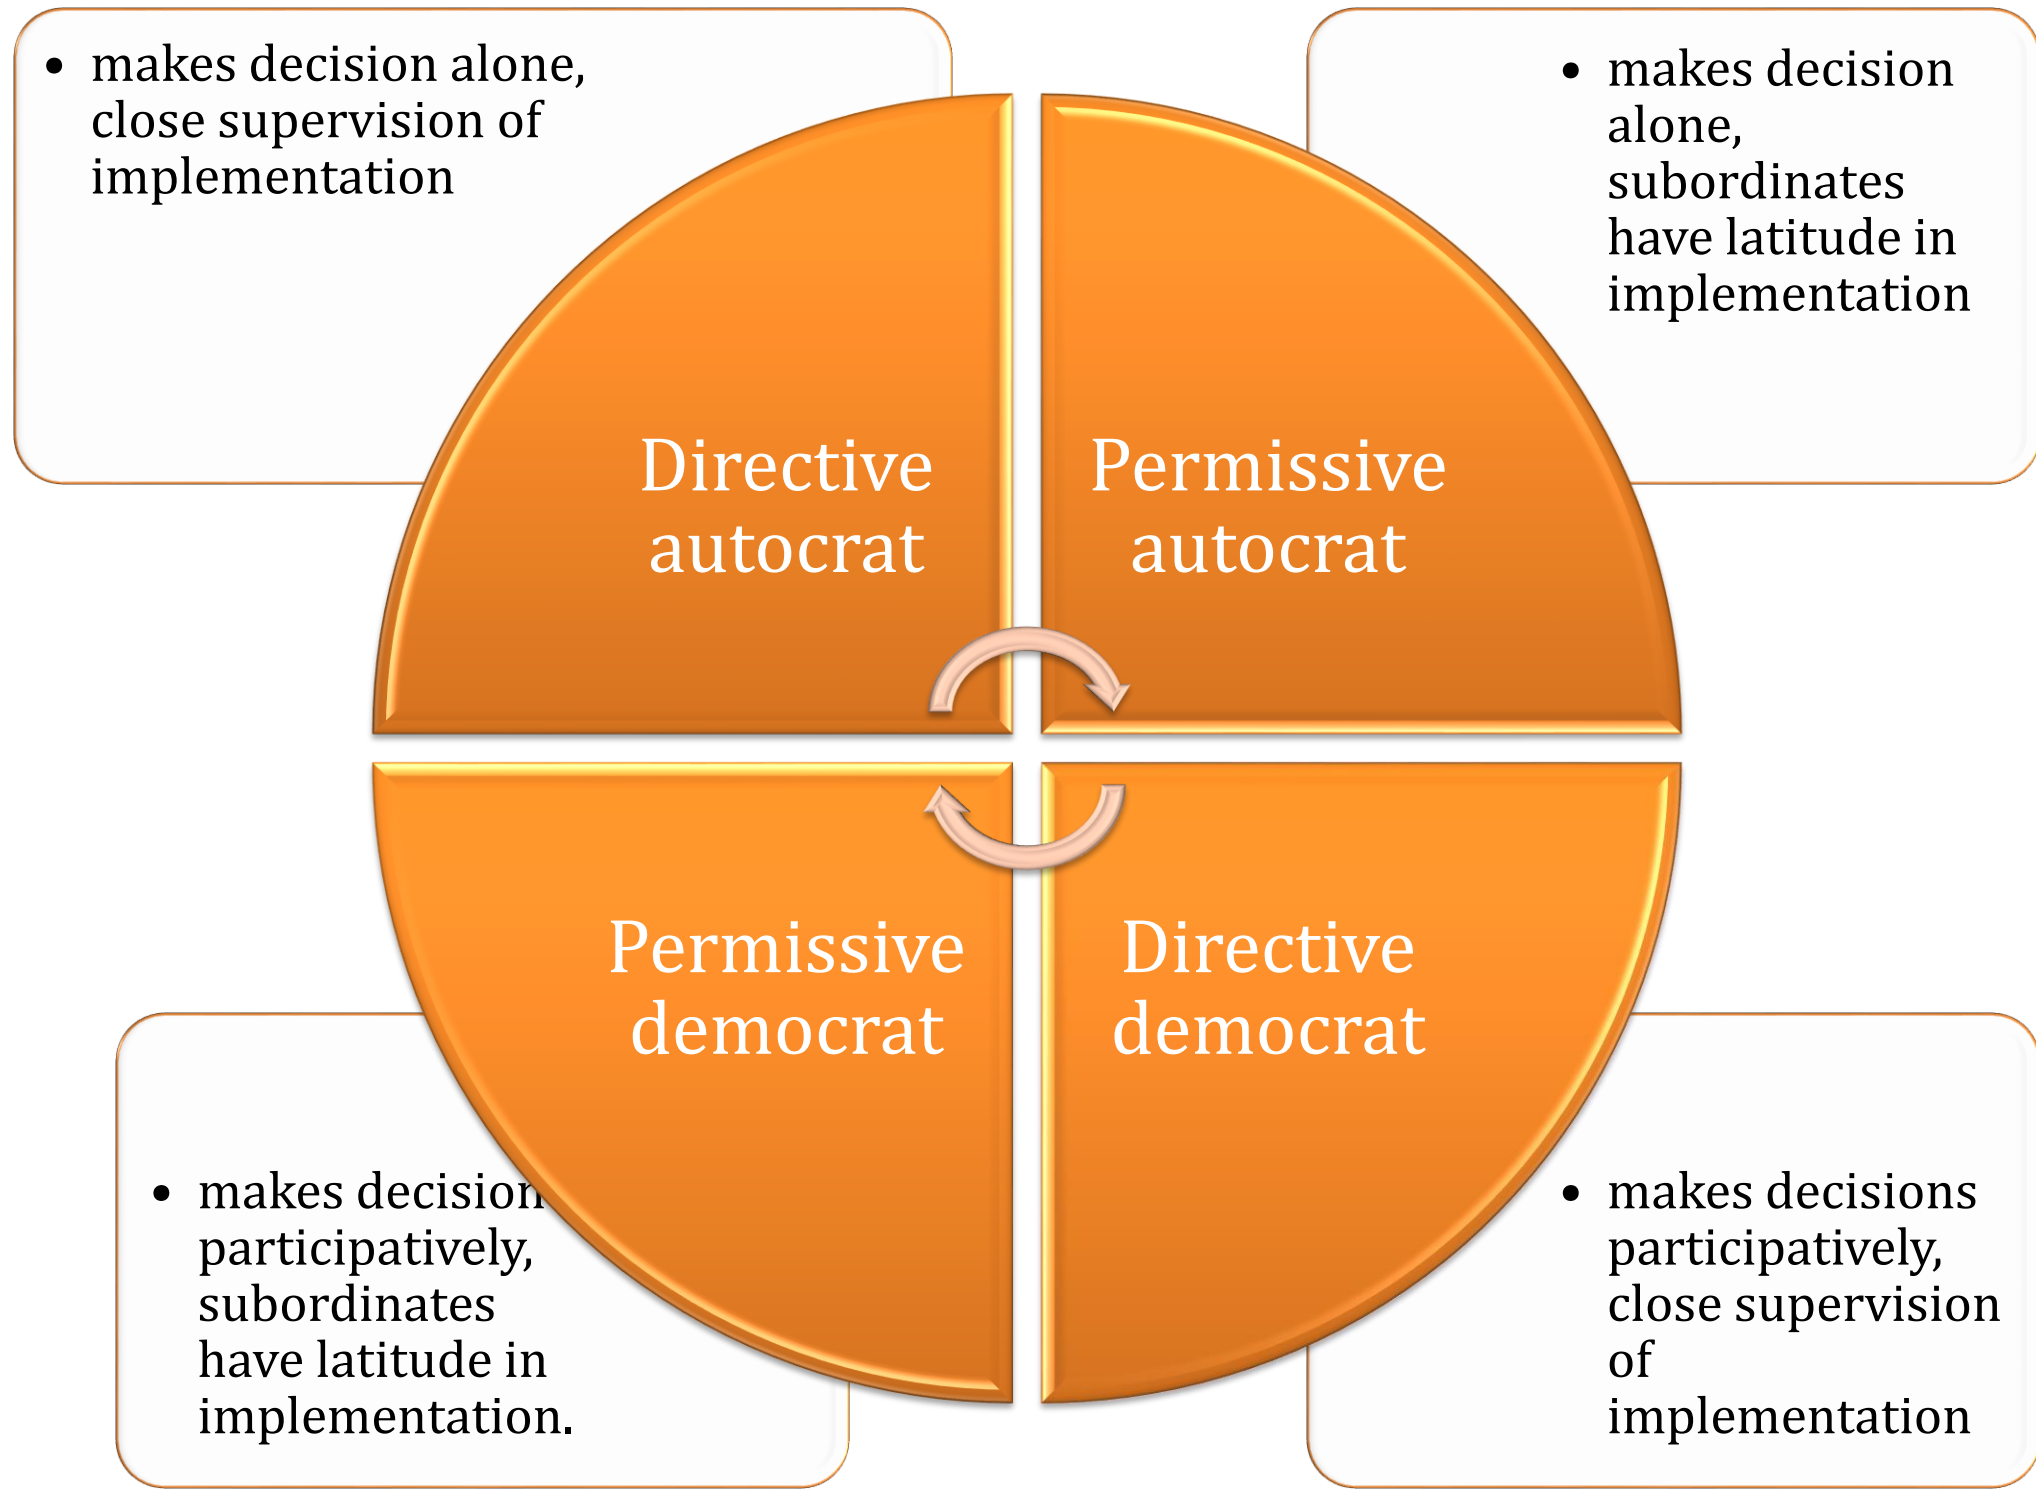 • makes decision alone,
close supervision of
implementation
• makes decision
alone,
subordinates
have latitude in
implementation
Directive
autocrat
Permissive
autocrat
Permissive
democrat
Directive
democrat
• makes decision
participatively,
subordinates
have latitude in
implementation.
• makes decisions
participatively,
close supervision
of
implementation